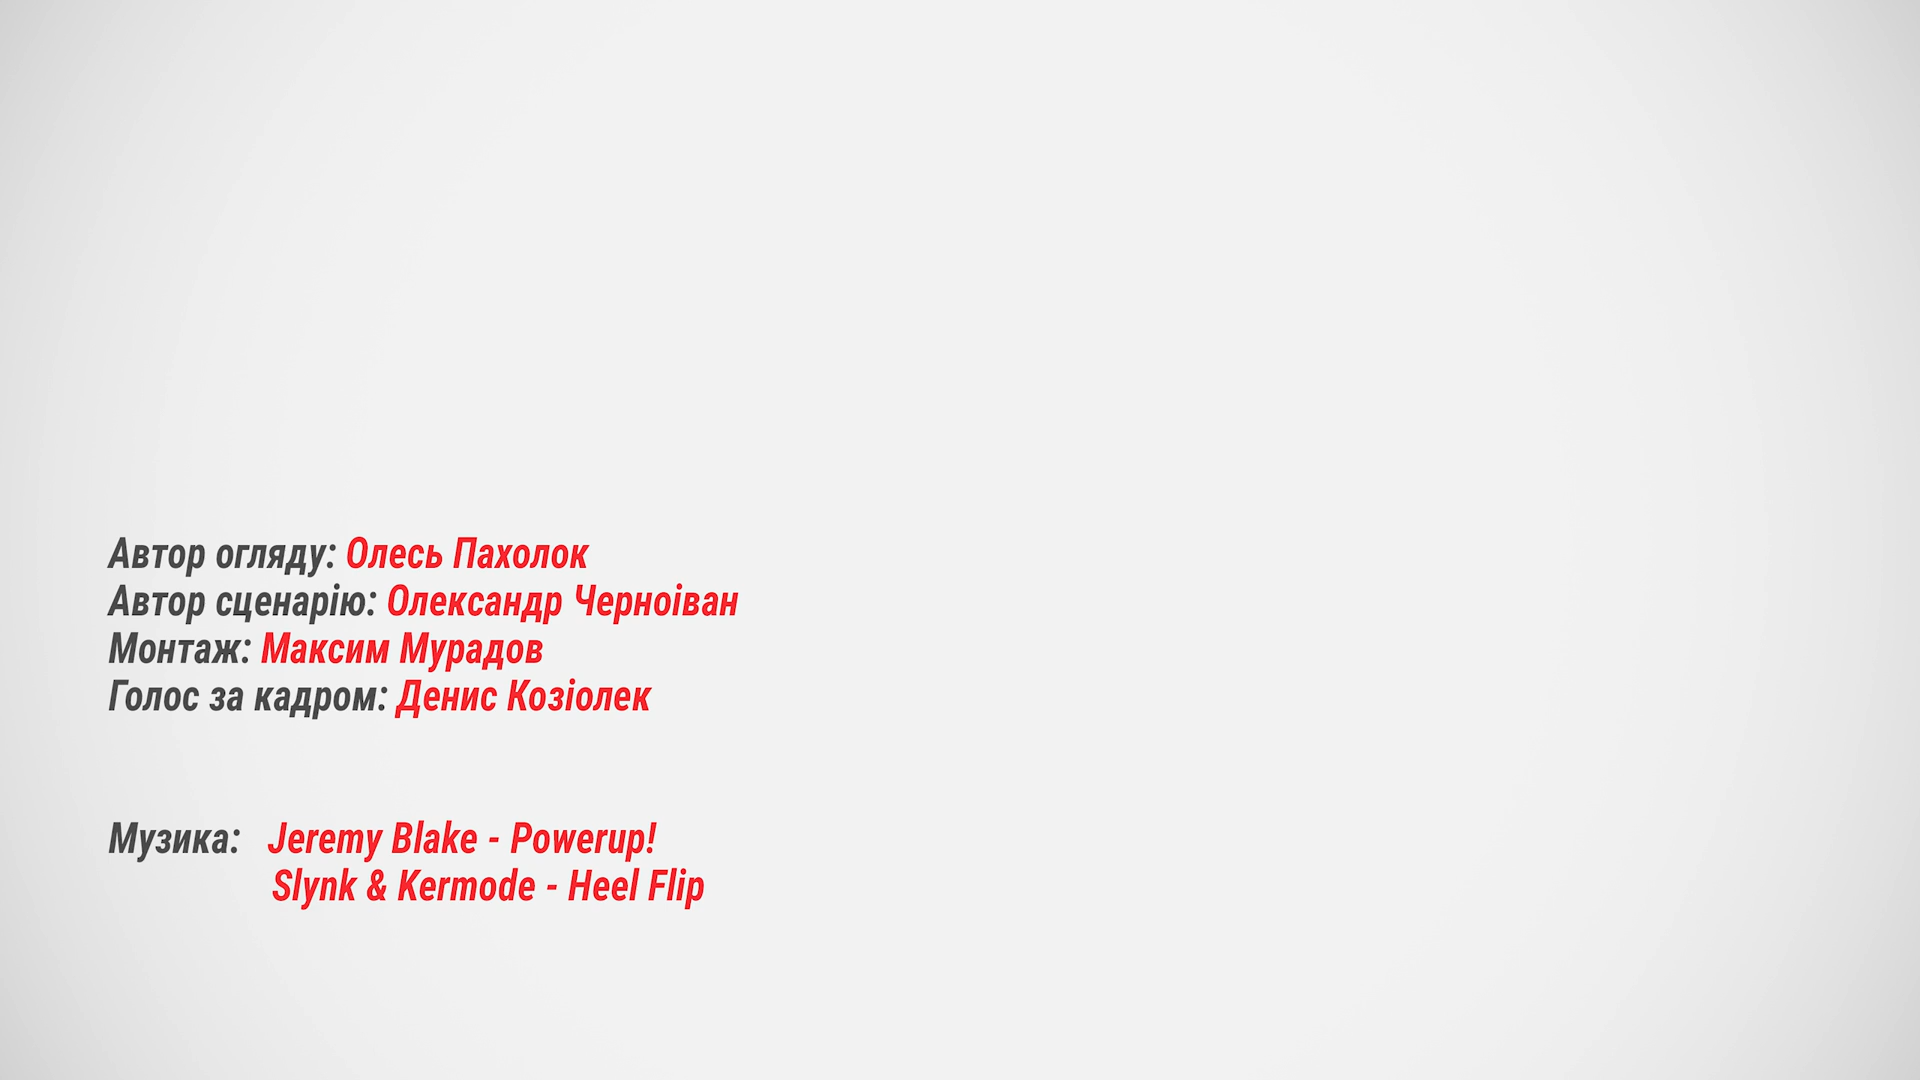 Автор огляду: Олесь Пахолок
Автор сценарію: Олександр Черноіван
Монтаж: Максим Мурадов
Голос за кадром: Денис Козіолек
Музика: Jeremy Blake - Powerup!
Slynk & Kermode - Heel Flip